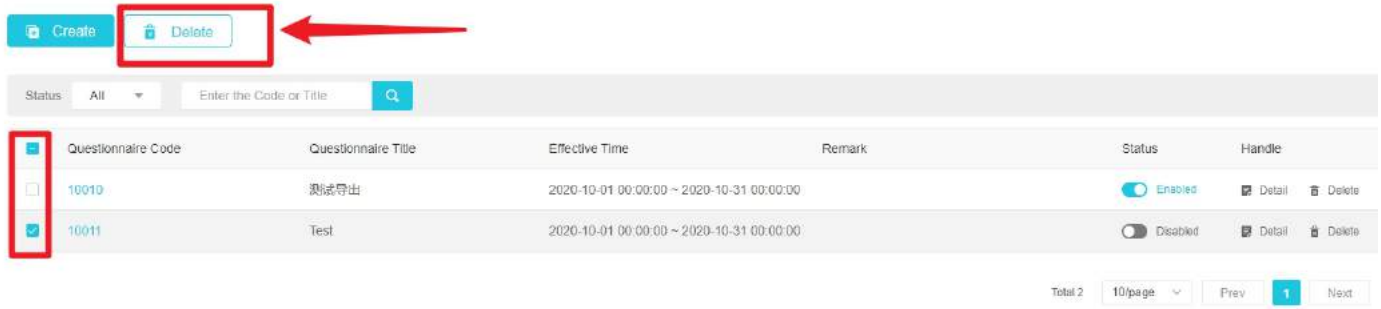 Create Delete
Status All Enter the Code or Title
Questionnaire Code Questionnaire Title Effective Time Remark Status Handle
10010 测试导出 2020-10-01 00:00:00 ~ 2020-10-31 00:00:00 Enabled Detail Delete
10011 Test 2020-10-01 00:00:00 ~ 2020-10-31 00:00:00 Disabled Detail Delete
Total 2 10/page Prev 1 Next